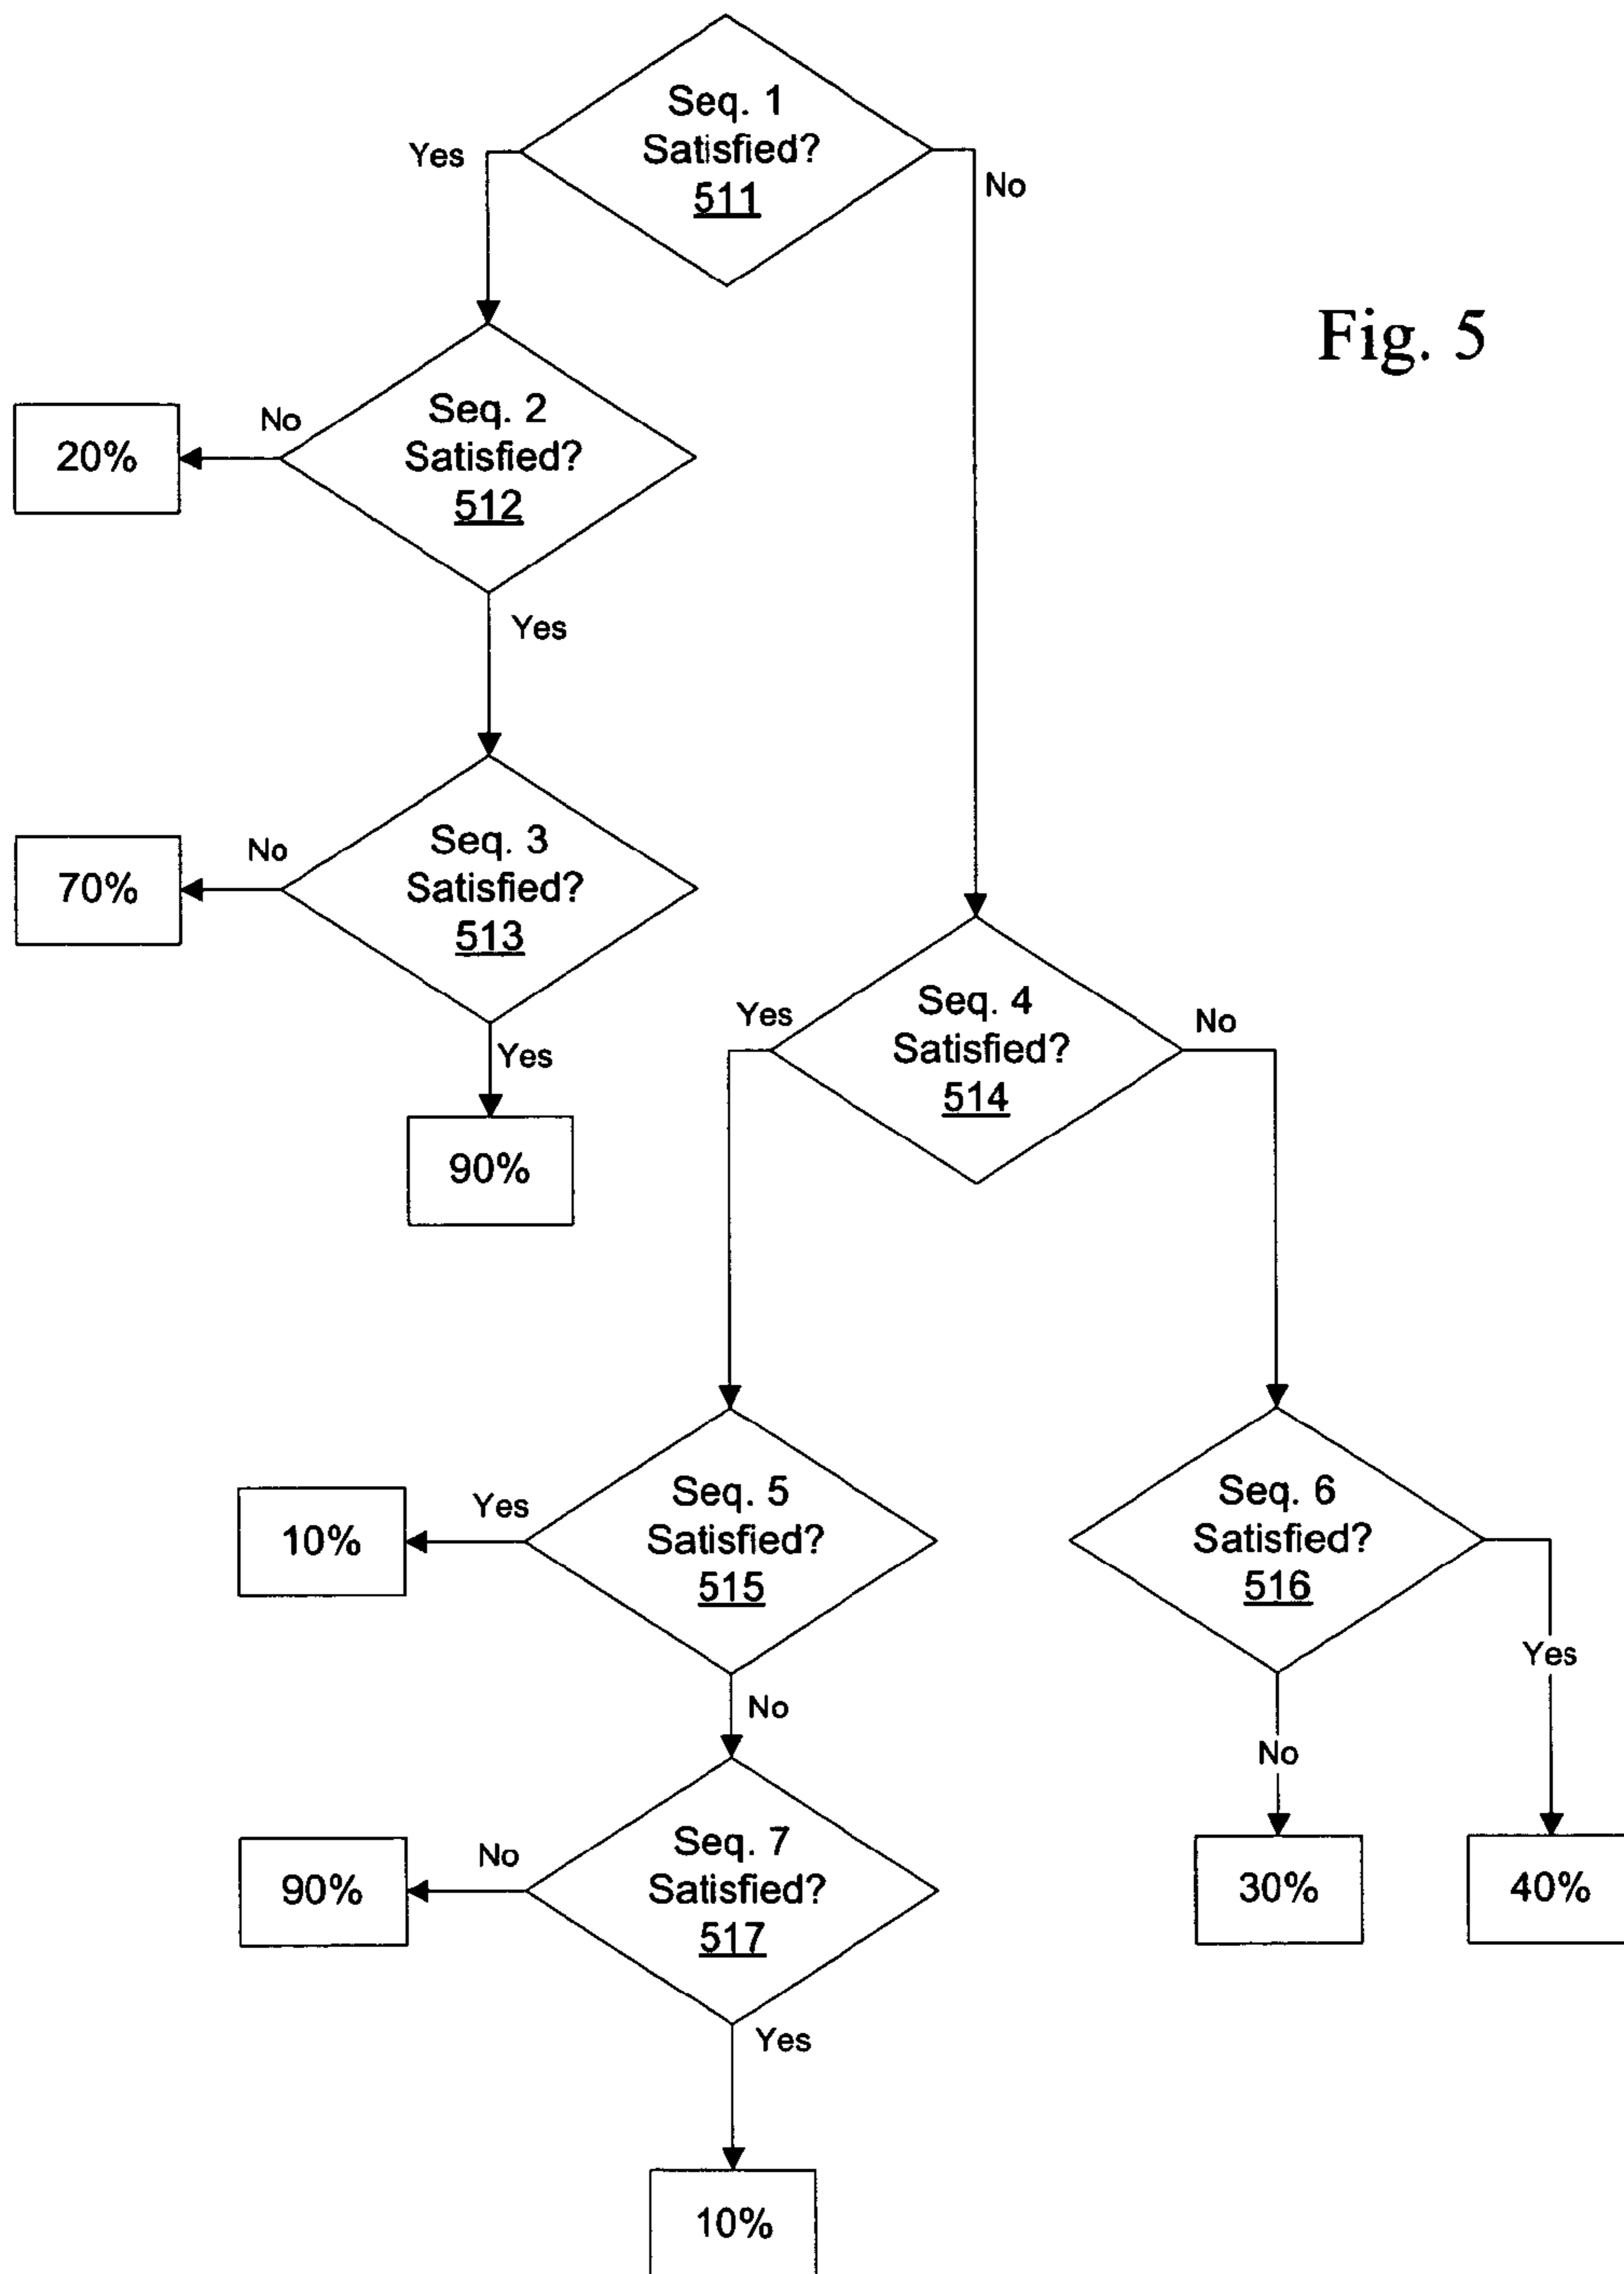 Seq. 1
Satisfied?
511
Yes
No
Fig. 5
Seq. 2
Satisfied?
512
No
20%
Yes
Seq. 3
Satisfied?
513
No
70%
Yes
90%
Seq. 4
Satisfied?
514
Yes
No
Seq. 5
Satisfied?
515
Yes
10%
No
Seq. 6
Satisfied?
516
Yes
No
30%
40%
Seq. 7
Satisfied?
517
No
90%
Yes
10%